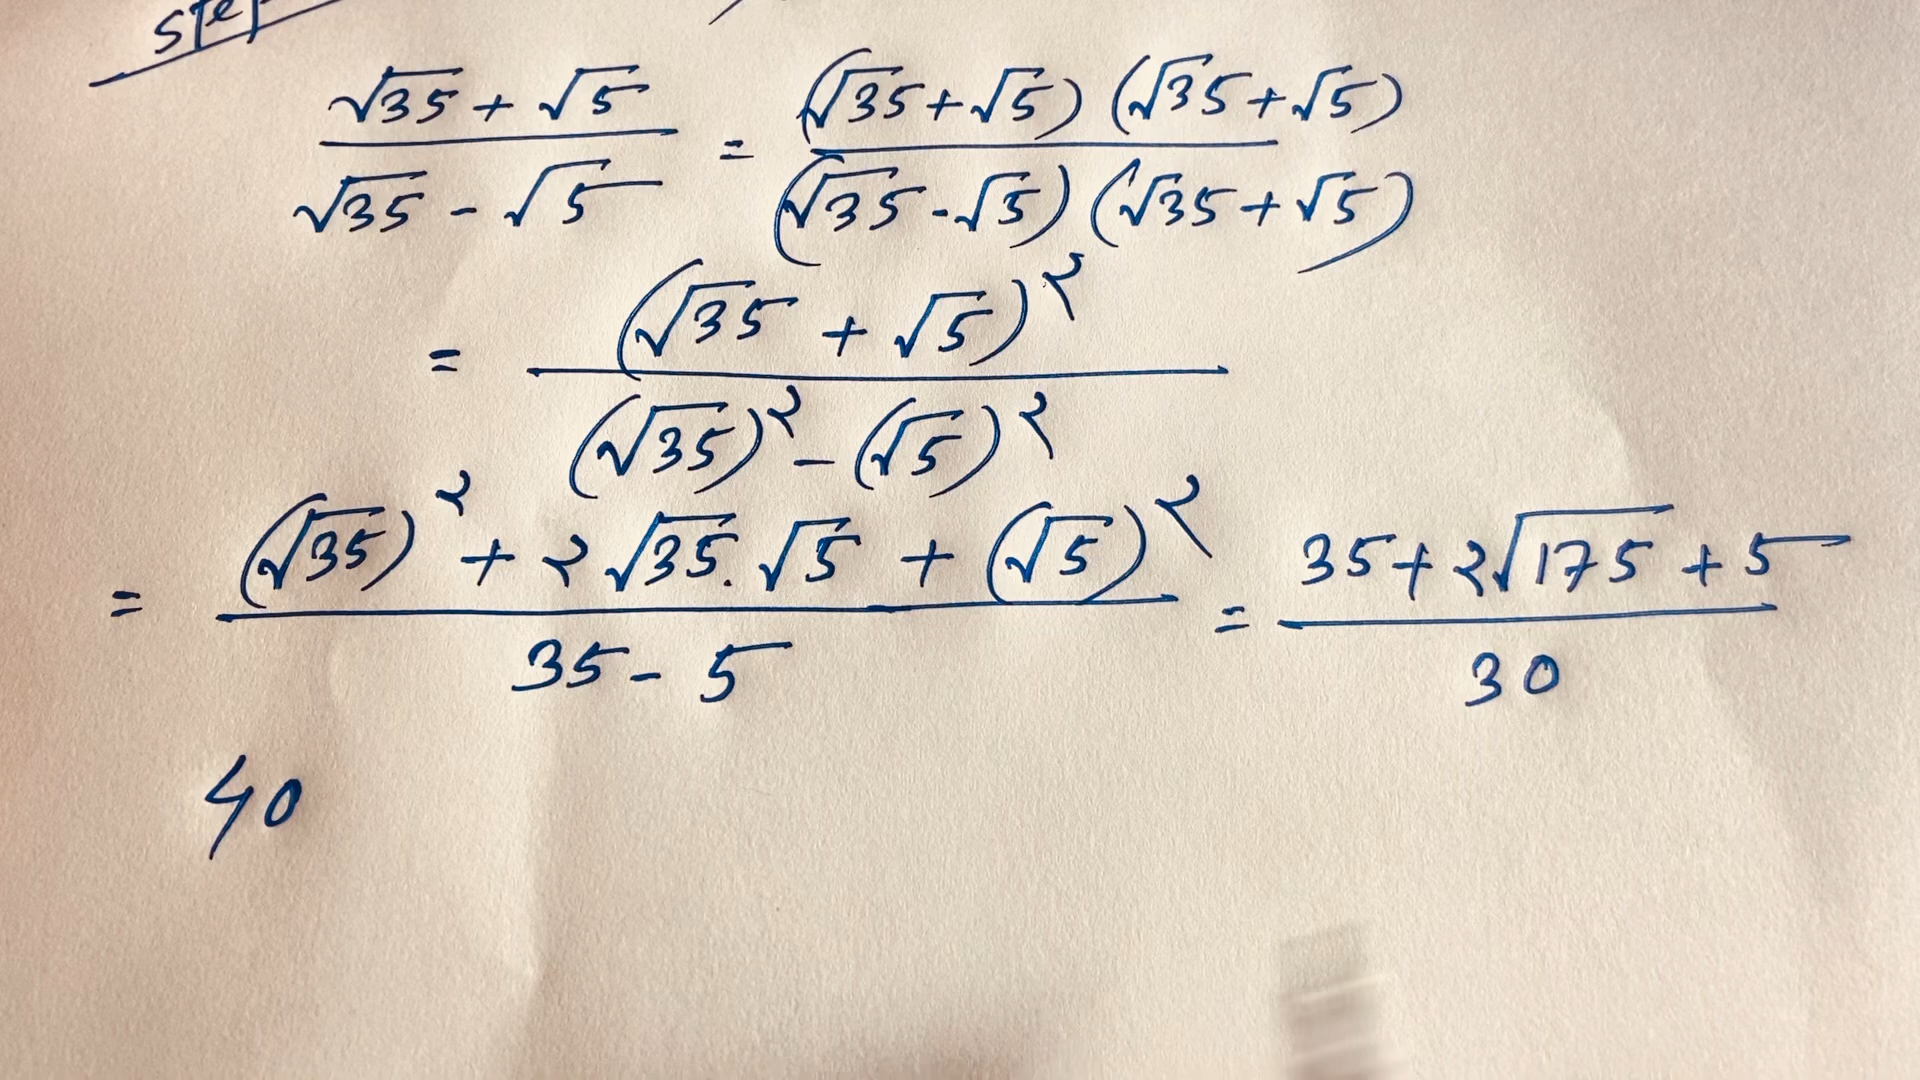 Step
(√35 + √5)/(√35 - √5) = ((√35 + √5) (√35 + √5))/((√35 - √5) (√35 + √5))
= (√35 + √5)²/((√35)² - (√5)²)
= ((√35)² + 2√35.√5 + (√5)²)/(35 - 5) = (35 + 2√175 + 5)/30
40